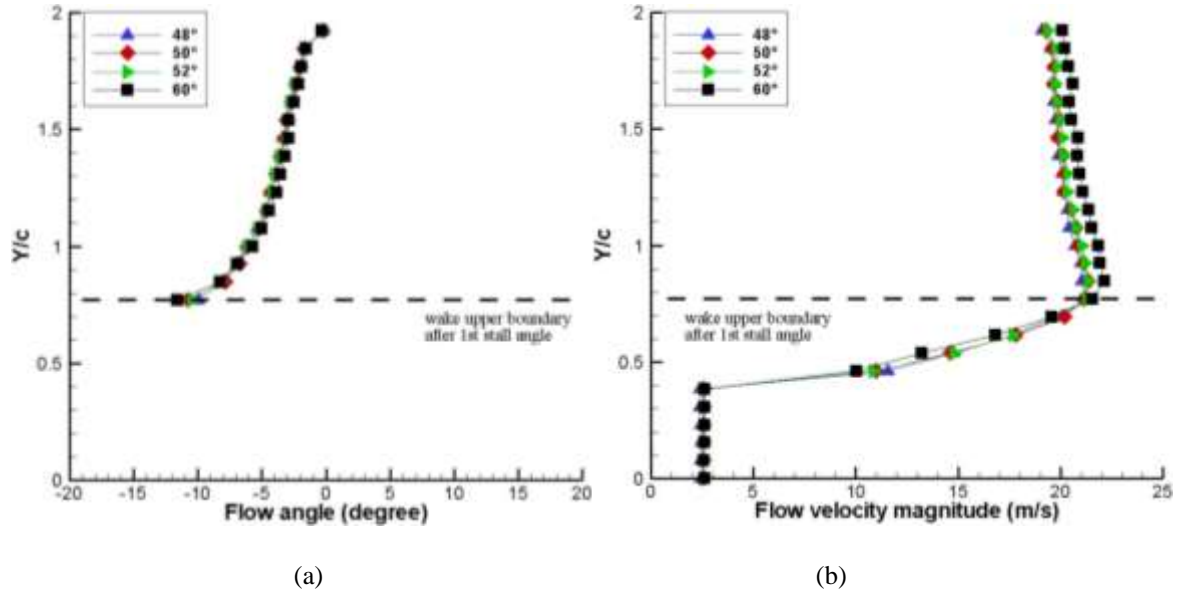 2
1.5
1
0.5
0
Y/c
48°
50°
52°
60°
wake upper boundary
after 1st stall angle
-20 -15 -10 -5 0 5 10 15 20
Flow angle (degree)
(a)
2
1.5
1
0.5
0
Y/c
48°
50°
52°
60°
wake upper boundary
after 1st stall angle
0 5 10 15 20 25
Flow velocity magnitude (m/s)
(b)